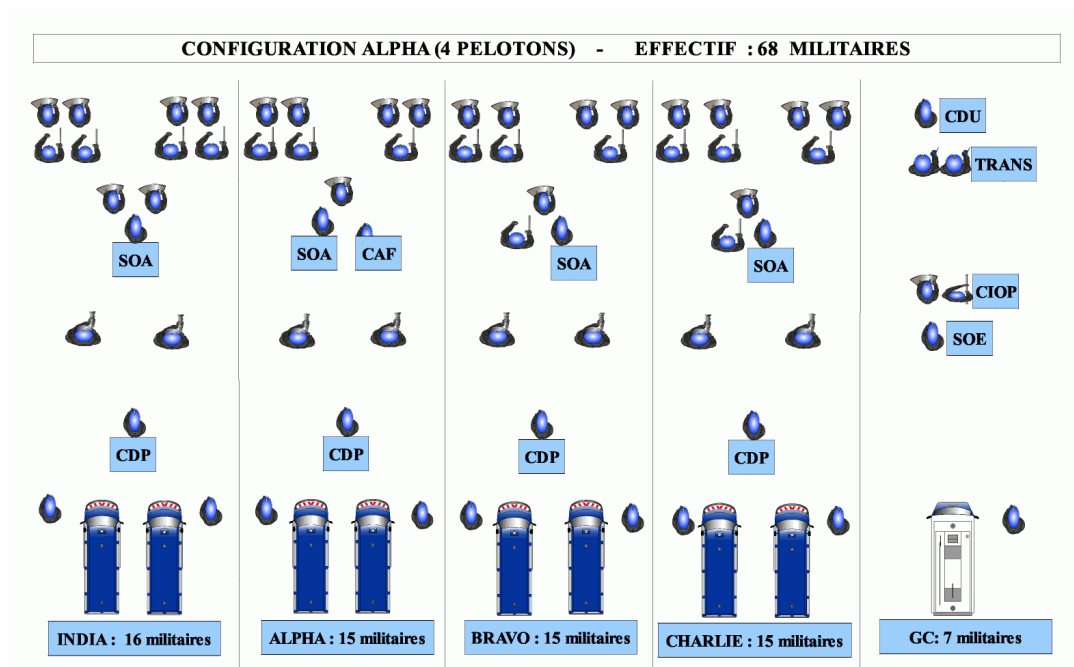 CONFIGURATION ALPHA (4 PELOTONS) - EFFECTIF : 68 MILITAIRES
CDU
TRANS
SOA
SOA
CAF
SOA
SOA
CIOP
SOE
CDP
CDP
CDP
CDP
INDIA : 16 militaires
ALPHA : 15 militaires
BRAVO : 15 militaires
CHARLIE : 15 militaires
GC: 7 militaires